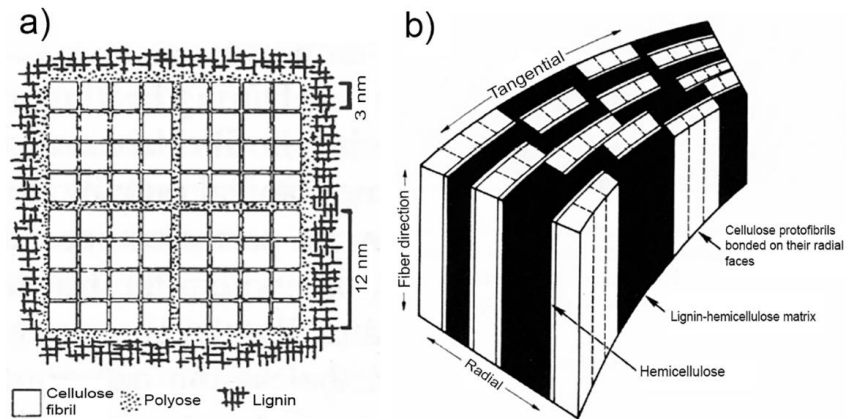 a)
3 nm
12 nm
Cellulose
fibril
Polyose
Lignin
b)
Tangential
Fiber direction
Radial
Cellulose protofibrils
bonded on their radial
faces
Lignin-hemicellulose matrix
Hemicellulose